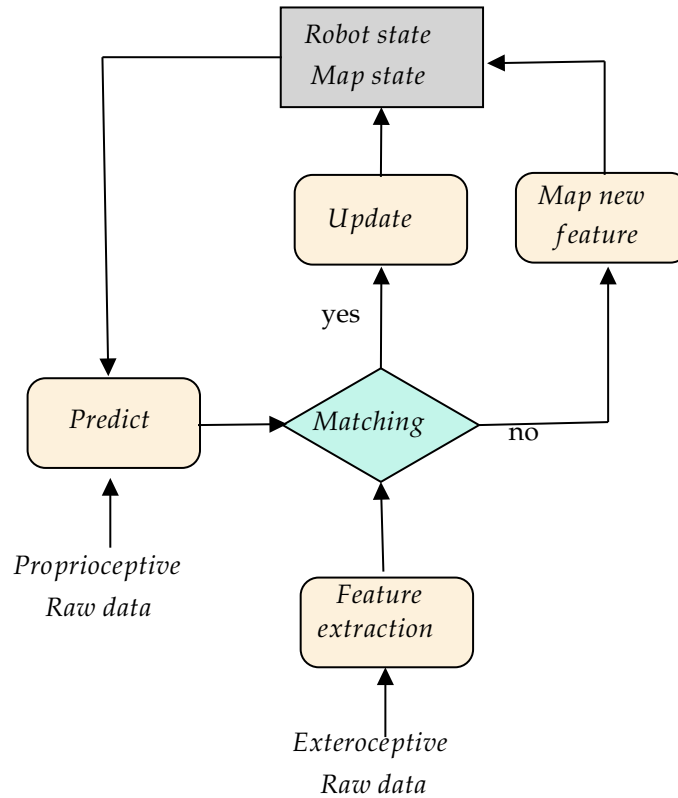 Robot state
Map state
Update
Map new
feature
yes
Predict
Matching
no
Proprioceptive
Raw data
Feature
extraction
Exteroceptive
Raw data